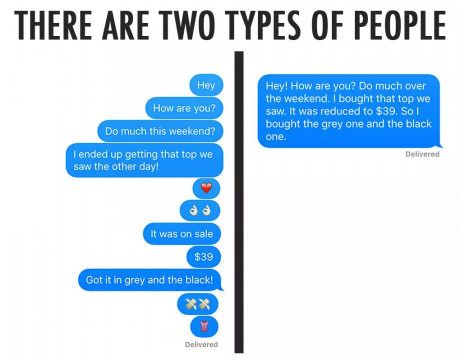 THERE ARE TWO TYPES OF PEOPLE
Hey
How are you?
Do much this weekend?
I ended up getting that top we
saw the other day!
❤️
👌🏻👌🏻
It was on sale
$39
Got it in grey and the black!
💸💸
👚
Delivered
Hey! How are you? Do much over
the weekend. I bought that top we
saw. It was reduced to $39. So I
bought the grey one and the black
one.
Delivered